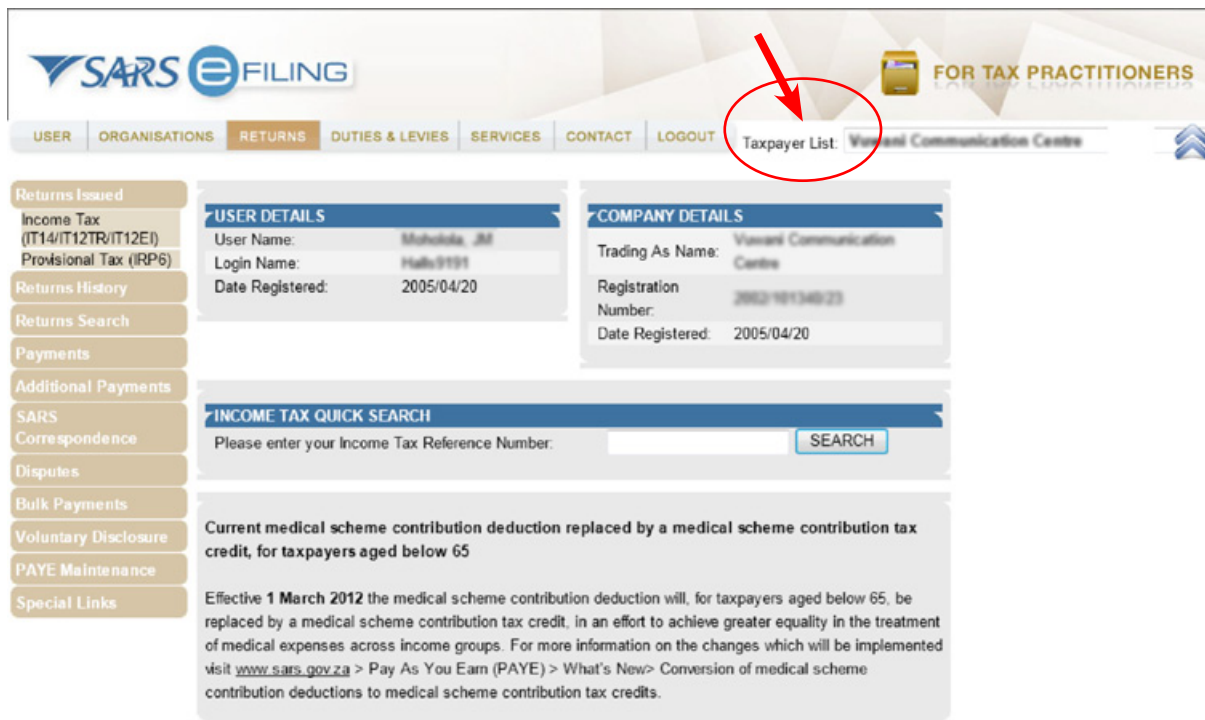 SARS eFILING
FOR TAX PRACTITIONERS
USER ORGANISATIONS RETURNS DUTIES & LEVIES SERVICES CONTACT LOGOUT Taxpayer List: Vuwani Communication Centre
Returns Issued
Income Tax
(IT14/IT12TR/IT12EI)
Provisional Tax (IRP6)
Returns History
Returns Search
Payments
Additional Payments
SARS
Correspondence
Disputes
Bulk Payments
Voluntary Disclosure
PAYE Maintenance
Special Links
USER DETAILS
User Name:
Login Name:
Date Registered: 2005/04/20
COMPANY DETAILS
Trading As Name: Vuwani Communication
Centre
Registration
Number:
Date Registered: 2005/04/20
INCOME TAX QUICK SEARCH
Please enter your Income Tax Reference Number: SEARCH
Current medical scheme contribution deduction replaced by a medical scheme contribution tax
credit, for taxpayers aged below 65
Effective 1 March 2012 the medical scheme contribution deduction will, for taxpayers aged below 65, be
replaced by a medical scheme contribution tax credit, in an effort to achieve greater equality in the treatment
of medical expenses across income groups. For more information on the changes which will be implemented
visit www.sars.gov.za > Pay As You Earn (PAYE) > What's New> Conversion of medical scheme
contribution deductions to medical scheme contribution tax credits.